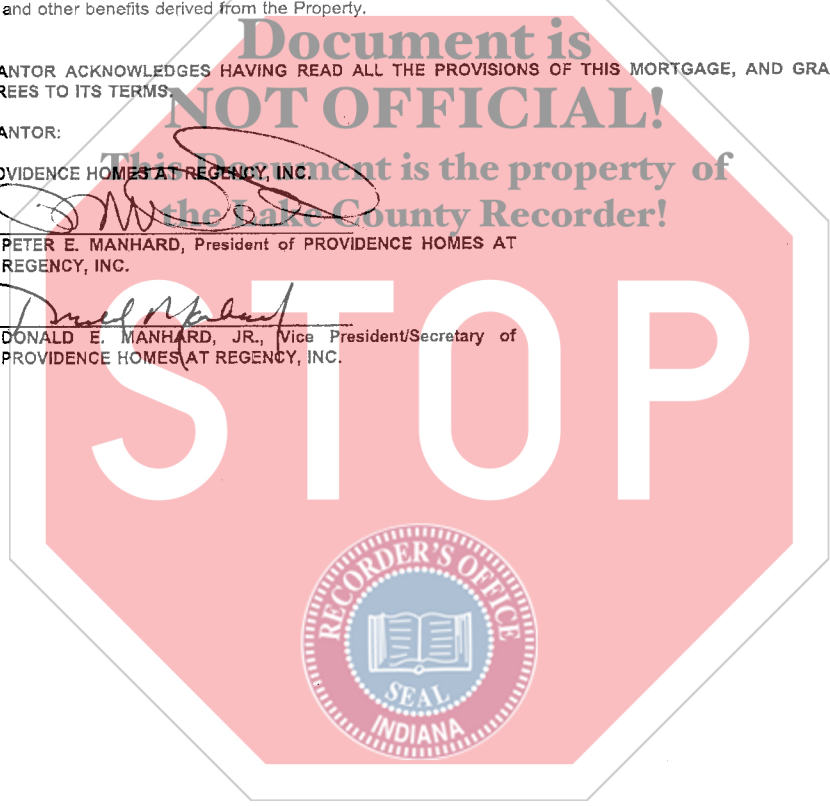 and other benefits derived from the Property.
Document is
ANTOR ACKNOWLEDGES HAVING READ ALL THE PROVISIONS OF THIS MORTGAGE, AND GRA
REES TO ITS TERMS.
NOT OFFICIAL!
ANTOR:
This Document is the property of
OVIDENCE HOMES AT REGENCY, INC.
the Lake County Recorder!
PETER E. MANHARD, President of PROVIDENCE HOMES AT
REGENCY, INC.
Donald Manhard
DONALD E. MANHARD, JR., Vice President/Secretary of
PROVIDENCE HOMES AT REGENCY, INC.
STOP
RECORDER'S OFFICE
SEAL
INDIANA